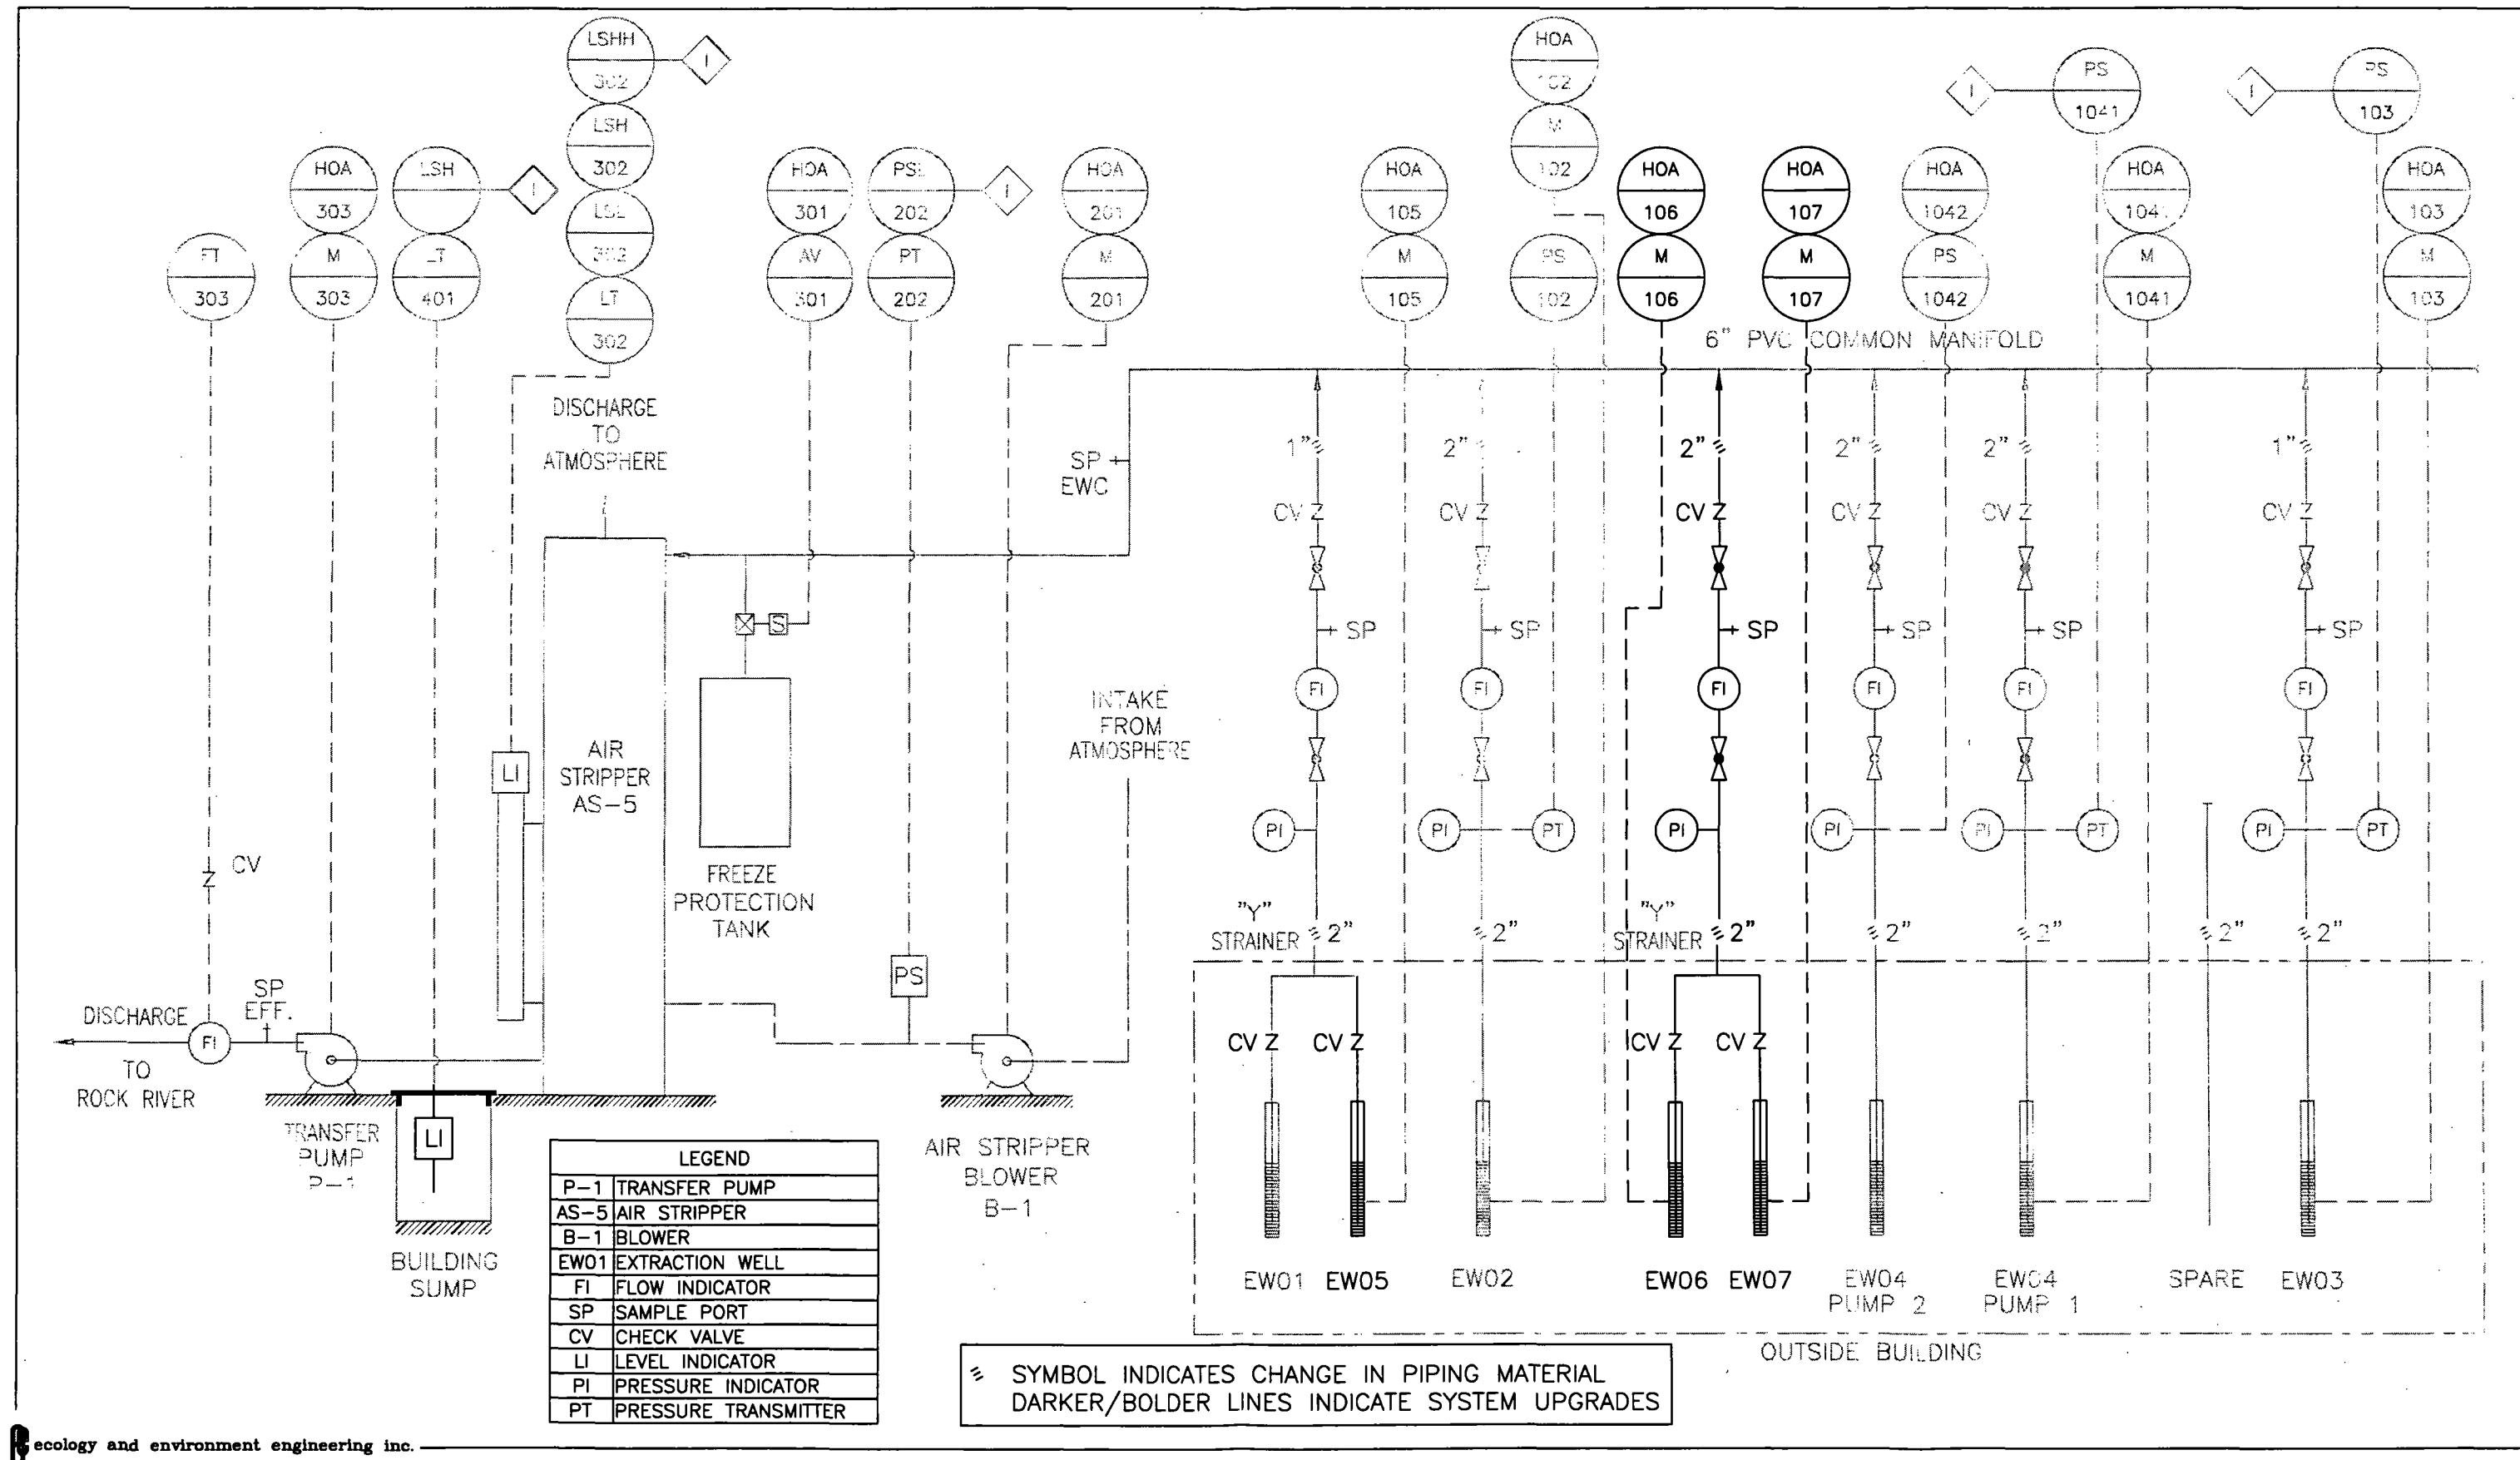 LSHH
302
I
LSH
302
LSL
302
LT
302
HOA
303
M
303
LSH
I
LT
401
FT
303
HOA
301
AV
301
PSL
202
I
PT
202
HOA
201
M
201
HOA
105
M
105
HOA
102
M
102
PS
102
HOA
106
M
106
HOA
107
M
107
HOA
1042
PS
1042
I
PS
1041
HOA
1041
M
1041
I
PS
103
HOA
103
M
103
6" PVC COMMON MANIFOLD
DISCHARGE
TO
ATMOSPHERE
SP
EWC
1"
2"
2"
2"
2"
1"
CV
CV
CV
CV
CV
CV
S
SP
SP
SP
SP
SP
SP
FI
FI
FI
FI
FI
FI
INTAKE
FROM
ATMOSPHERE
AIR
STRIPPER
AS-5
LI
PI
PI
PT
PI
PI
PI
PT
PI
PT
CV
FREEZE
PROTECTION
TANK
"Y"
STRAINER
2"
2"
"Y"
STRAINER
2"
2"
2"
2"
2"
PS
SP
EFF.
DISCHARGE
FI
TO
ROCK RIVER
CV
CV
CV
CV
TRANSFER
PUMP
P-1
LI
BUILDING
SUMP
AIR STRIPPER
BLOWER
B-1
LEGEND
P-1 TRANSFER PUMP
AS-5 AIR STRIPPER
B-1 BLOWER
EW01 EXTRACTION WELL
FI FLOW INDICATOR
SP SAMPLE PORT
CV CHECK VALVE
LI LEVEL INDICATOR
PI PRESSURE INDICATOR
PT PRESSURE TRANSMITTER
EW01
EW05
EW02
EW06
EW07
EW04
PUMP 2
EW04
PUMP 1
SPARE
EW03
OUTSIDE BUILDING
SYMBOL INDICATES CHANGE IN PIPING MATERIAL
DARKER/BOLDER LINES INDICATE SYSTEM UPGRADES
ecology and environment engineering inc.